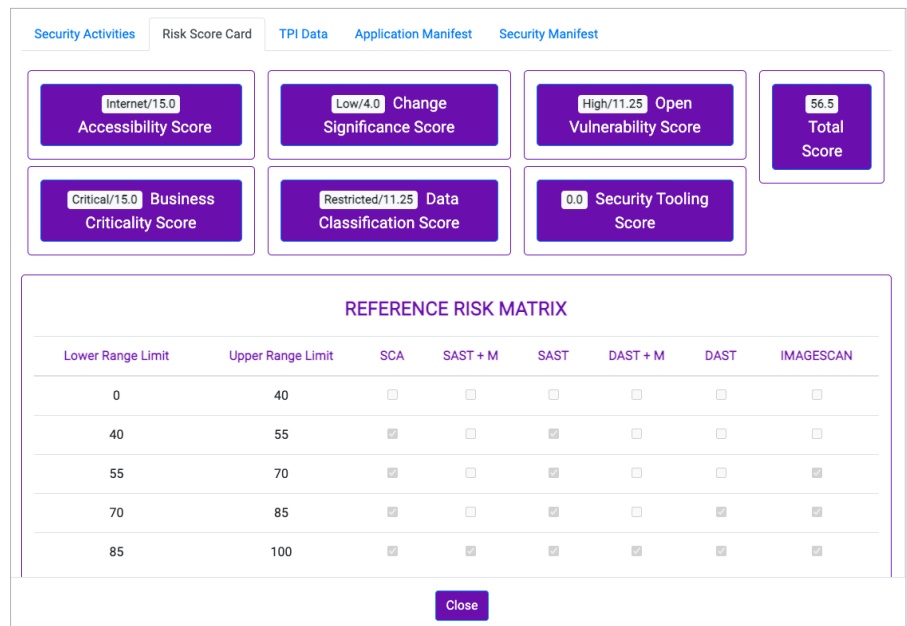 Security Activities Risk Score Card TPI Data Application Manifest Security Manifest
Internet/15.0
Accessibility Score
Low/4.0 Change
Significance Score
High/11.25 Open
Vulnerability Score
56.5
Total
Score
Critical/15.0 Business
Criticality Score
Restricted/11.25 Data
Classification Score
0.0 Security Tooling
Score
REFERENCE RISK MATRIX
Lower Range Limit Upper Range Limit SCA SAST + M SAST DAST + M DAST IMAGESCAN
0 40
40 55
55 70
70 85
85 100
Close